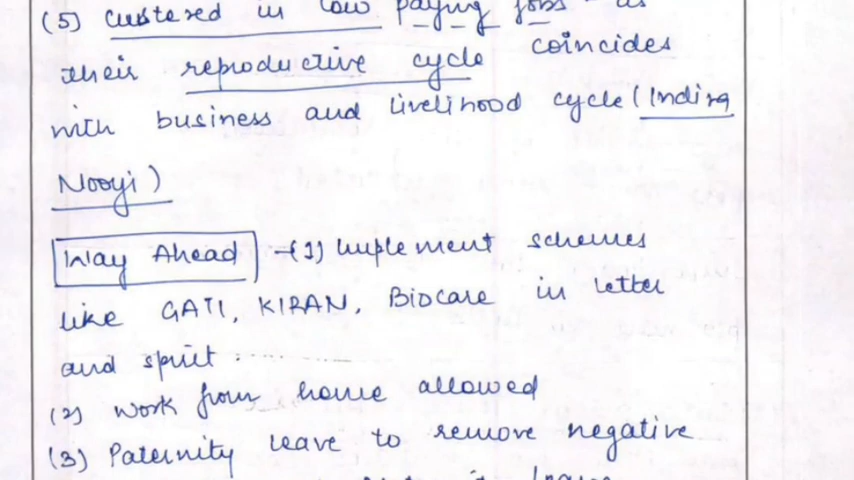 (5) Custered in low paying jobs as
their reproductive cycle coincides
with business and livelihood cycle (Indira
Nooyi)
Way Ahead - (1) Implement schemes
like GATI, KIRAN, Biocare in letter
and spirit.
(2) Work from home allowed
(3) Paternity leave to remove negative